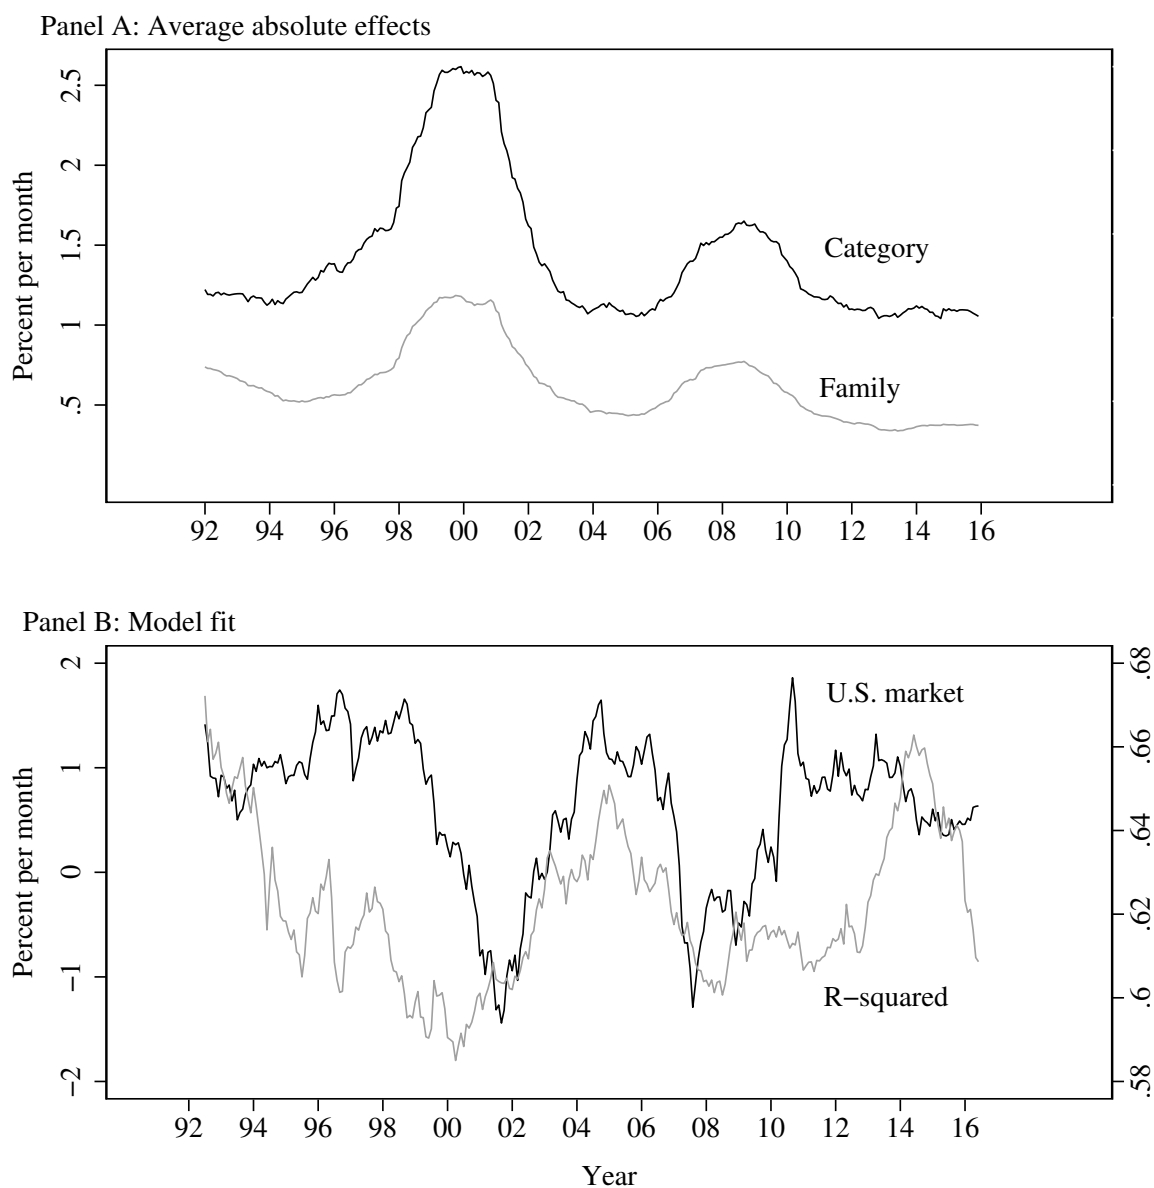 Panel A: Average absolute effects
Percent per month
2.5
2
1.5
1
.5
Category
Family
92 94 96 98 00 02 04 06 08 10 12 14 16
Panel B: Model fit
Percent per month
2
1
0
−1
−2
.68
.66
.64
.62
.6
.58
U.S. market
R−squared
92 94 96 98 00 02 04 06 08 10 12 14 16
Year